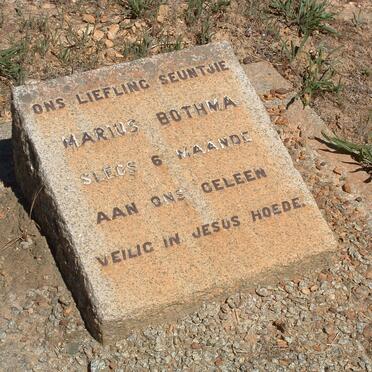 ONS LIEFLING SEUNTJIE
MARIUS BOTHMA
SLEGS 6 MAANDE
AAN ONS GELEEN
VEILIG IN JESUS HOEDE.